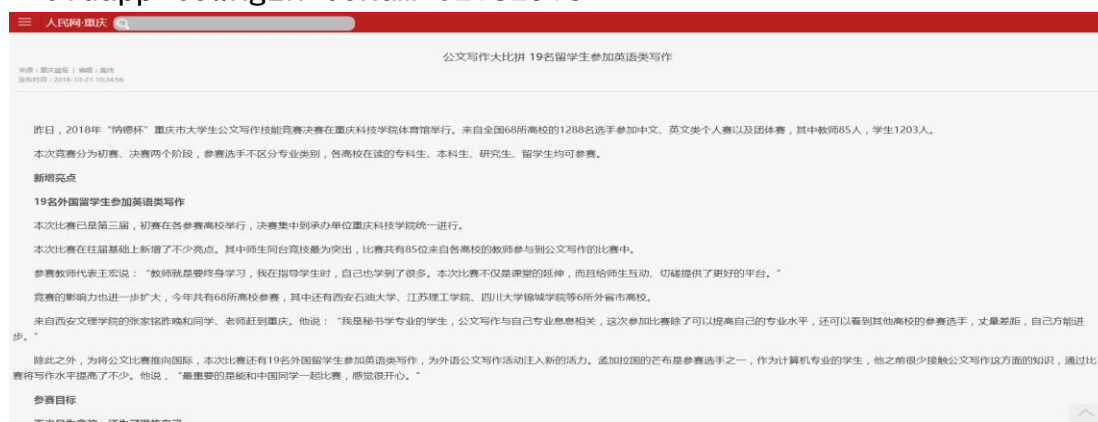 人民网·重庆
公文写作大比拼 19名留学生参加英语类写作
发布时间：2018-10-21 10:34:56
昨日，2018年“纳德杯”重庆市大学生公文写作技能竞赛决赛在重庆科技学院体育馆举行。来自全国68所高校的1288名选手参加中文、英文类个人赛以及团体赛，其中教师85人，学生1203人。
本次竞赛分为初赛、决赛两个阶段，参赛选手不区分专业类别，各高校在读的专科生、本科生、研究生、留学生均可参赛。
新增亮点
19名外国留学生参加英语类写作
本次比赛已是第三届，初赛在各参赛高校举行，决赛集中到承办单位重庆科技学院统一进行。
本次比赛在往届基础上新增了不少亮点。其中师生同台竞技最为突出，比赛共有85位来自各高校的教师参与到公文写作的比赛中。
参赛教师代表王宏说：“教师就是要终身学习，我在指导学生时，自己也学到了很多。本次比赛不仅是课堂的延伸，而且给师生互动、切磋提供了更好的平台。”
竞赛的影响力也进一步扩大，今年共有68所高校参赛，其中还有西安石油大学、江苏理工学院、四川大学锦城学院等6所外省市高校。
来自西安文理学院的张家铭昨晚和同学、老师赶到重庆。他说：“我是秘书学专业的学生，公文写作与自己专业息息相关，这次参加比赛除了可以提高自己的专业水平，还可以看到其他高校的参赛选手，丈量差距，自己方能进
步。”
除此之外，为将公文比赛推向国际，本次比赛还有19名外国留学生参加英语类写作，为外语公文写作活动注入新的活力。孟加拉国的芒布是参赛选手之一，作为计算机专业的学生，他之前很少接触公文写作这方面的知识，通过比
赛将写作水平提高了不少。他说，“最重要的是能和中国同学一起比赛，感觉很开心。”
参赛目标